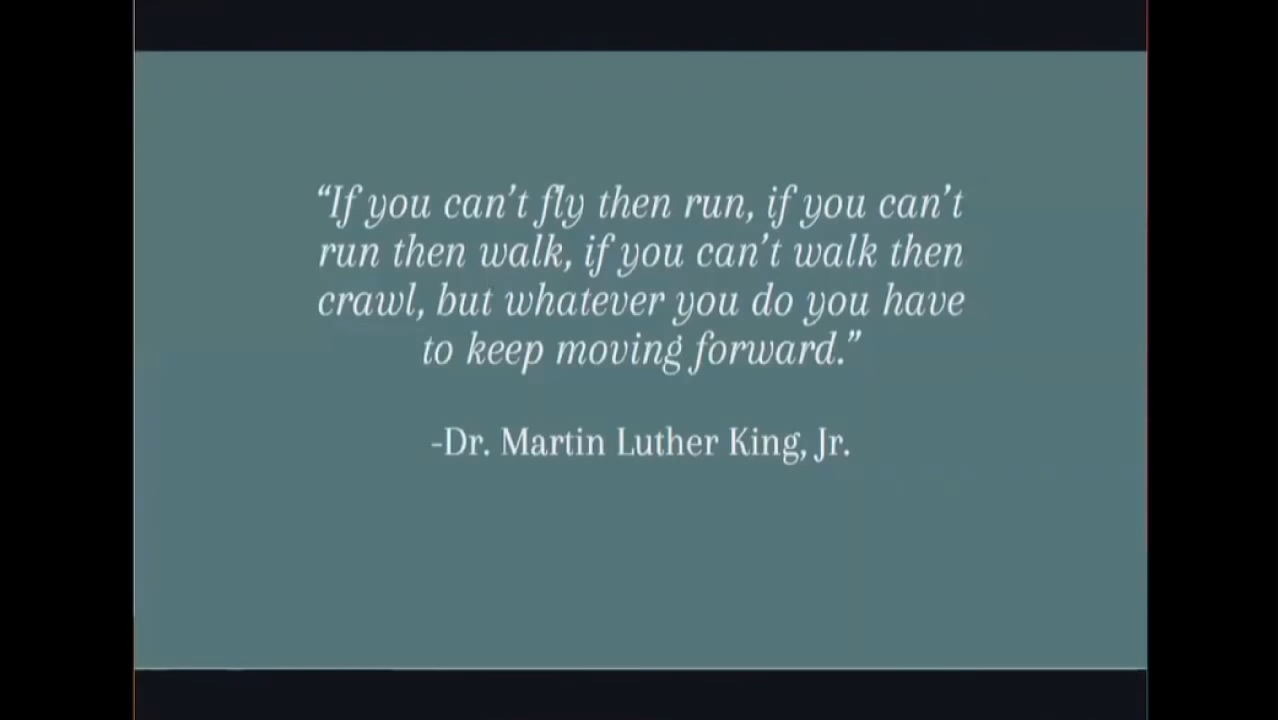 “If you can’t fly then run, if you can’t
run then walk, if you can’t walk then
crawl, but whatever you do you have
to keep moving forward.”
-Dr. Martin Luther King, Jr.